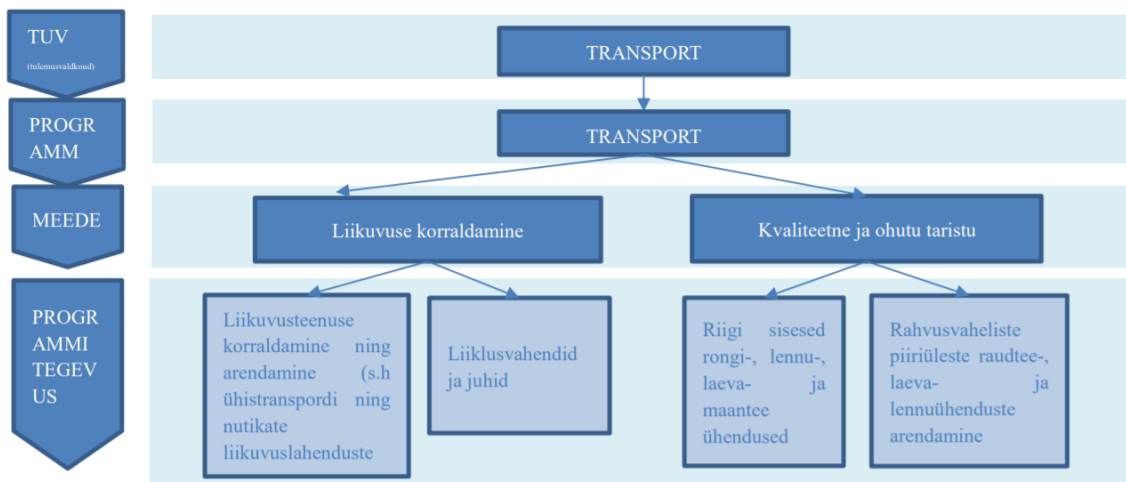 TUV
(tulemusvaldkond)
TRANSPORT
PROGR
AMM
TRANSPORT
MEEDE
Liikuvuse korraldamine
Kvaliteetne ja ohutu taristu
PROGR
AMMI
TEGEV
US
Liikuvusteenuse
korraldamine ning
arendamine (s.h
ühistranspordi ning
nutikate
liikuvuslahenduste
Liiklusvahendid
ja juhid
Riigi sisesed
rongi-, lennu-,
laeva- ja
maantee
ühendused
Rahvusvaheliste
piiriüleste raudtee-,
laeva- ja
lennuühenduste
arendamine